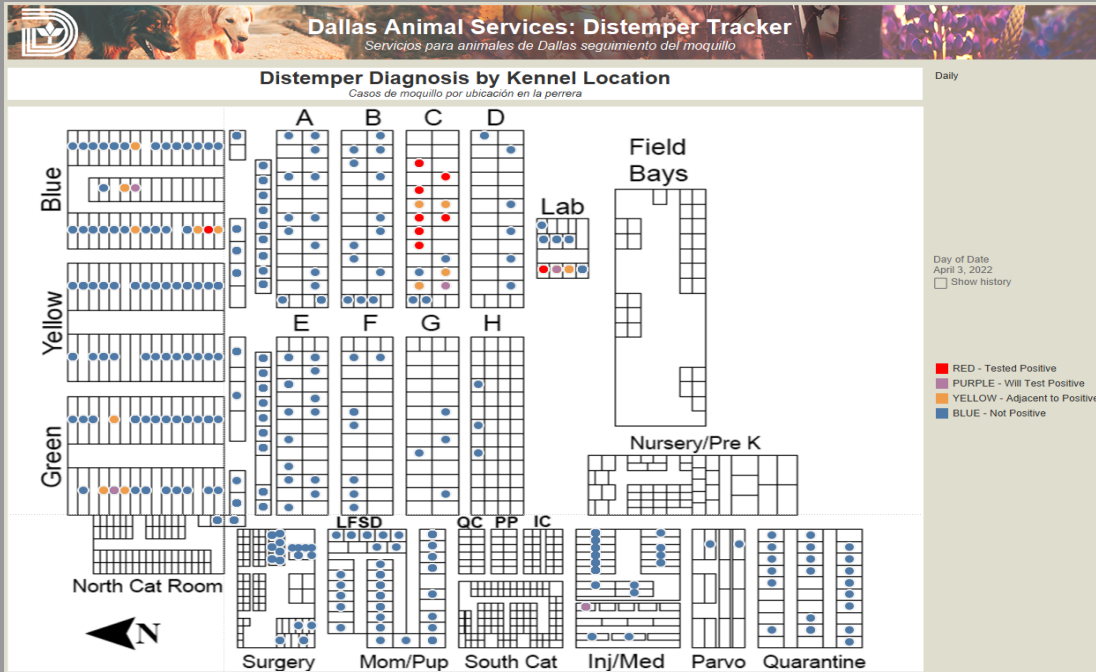 Dallas Animal Services: Distemper Tracker
Servicios para animales de Dallas seguimiento del moquillo
Distemper Diagnosis by Kennel Location
Casos de moquillo por ubicación en la perrera
Daily
A B C D
Field
Bays
Blue
Lab
Day of Date
April 3, 2022
Show history
Yellow
E F G H
RED - Tested Positive
PURPLE - Will Test Positive
YELLOW - Adjacent to Positive
BLUE - Not Positive
Green
Nursery/Pre K
LFSD QC PP IC
North Cat Room
N
Surgery Mom/Pup South Cat Inj/Med Parvo Quarantine